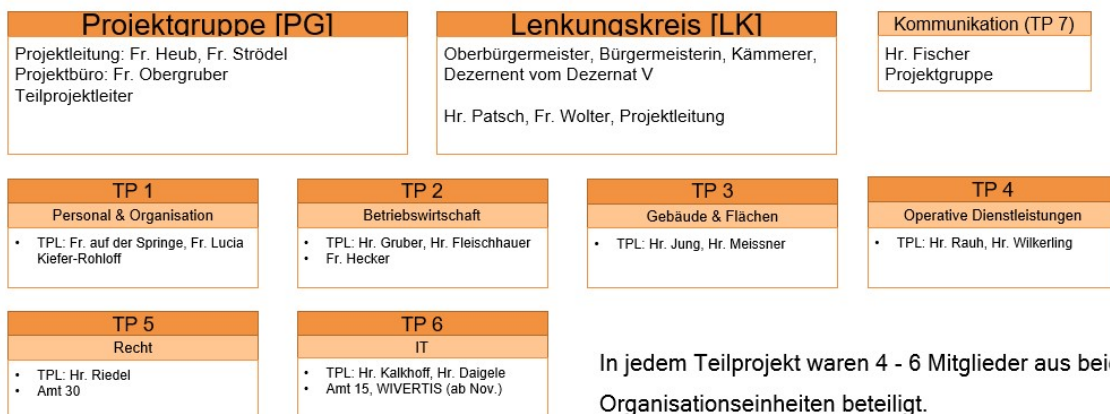 Projektgruppe [PG]
Projektleitung: Fr. Heub, Fr. Strödel
Projektbüro: Fr. Obergruber
Teilprojektleiter
Lenkungskreis [LK]
Oberbürgermeister, Bürgermeisterin, Kämmerer,
Dezernent vom Dezernat V
Hr. Patsch, Fr. Wolter, Projektleitung
Kommunikation (TP 7)
Hr. Fischer
Projektgruppe
TP 1
Personal & Organisation
• TPL: Fr. auf der Springe, Fr. Lucia
Kiefer-Rohloff
TP 2
Betriebswirtschaft
• TPL: Hr. Gruber, Hr. Fleischhauer
• Fr. Hecker
TP 3
Gebäude & Flächen
• TPL: Hr. Jung, Hr. Meissner
TP 4
Operative Dienstleistungen
• TPL: Hr. Rauh, Hr. Wilkerling
TP 5
Recht
• TPL: Hr. Riedel
• Amt 30
TP 6
IT
• TPL: Hr. Kalkhoff, Hr. Daigele
• Amt 15, WIVERTIS (ab Nov.)
In jedem Teilprojekt waren 4 - 6 Mitglieder aus
Organisationseinheiten beteiligt.